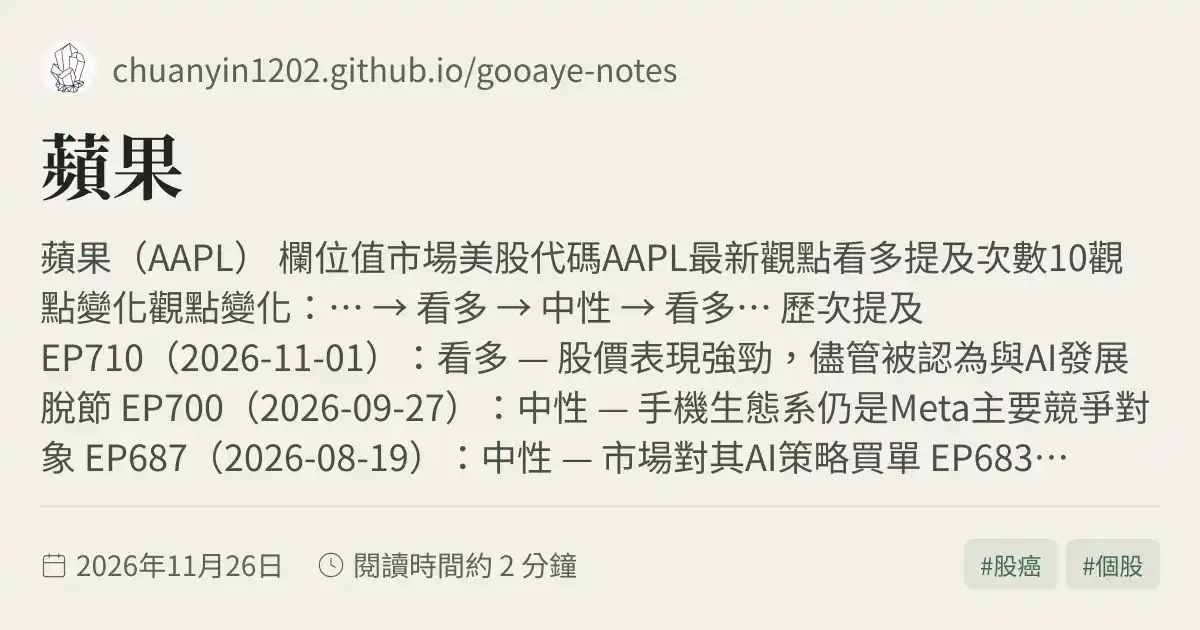 chuanyin1202.github.io/gooaye-notes
蘋果
蘋果（AAPL） 欄位值市場美股代碼AAPL最新觀點看多提及次數10觀
點變化觀點變化：⋯ → 看多 → 中性 → 看多⋯ 歷次提及
EP710（2026-11-01）：看多 — 股價表現強勁，儘管被認為與AI發展
脫節 EP700（2026-09-27）：中性 — 手機生態系仍是Meta主要競爭對
象 EP687（2026-08-19）：中性 — 市場對其AI策略買單 EP683⋯
2026年11月26日 閱讀時間約 2 分鐘 #股癌 #個股